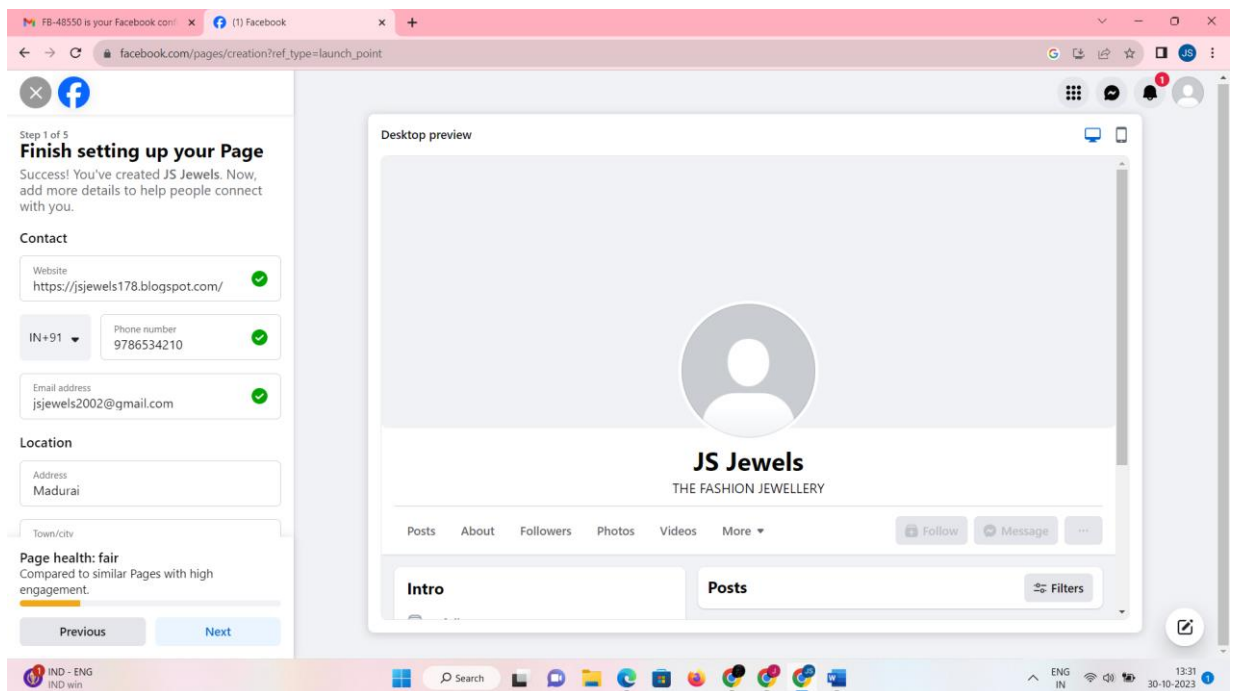 FB-48550 is your Facebook conf
(1) Facebook
facebook.com/pages/creation?ref_type=launch_point
JS
1
Step 1 of 5
Finish setting up your Page
Success! You've created JS Jewels. Now,
add more details to help people connect
with you.
Contact
Website
https://jsjewels178.blogspot.com/
IN+91
Phone number
9786534210
Email address
jsjewels2002@gmail.com
Location
Address
Madurai
Town/city
Page health: fair
Compared to similar Pages with high
engagement.
Previous Next
Desktop preview
JS Jewels
THE FASHION JEWELLERY
Posts About Followers Photos Videos More Follow Message
Intro
Posts
Filters
IND - ENG
IND win
Search
ENG
IN
13:31
30-10-2023
1